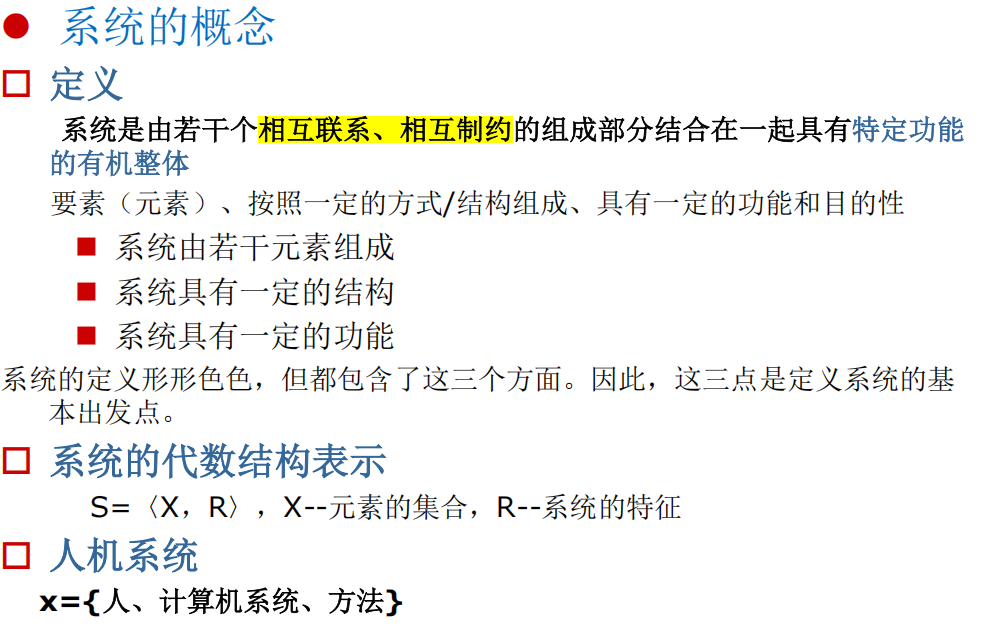 系统的概念
定义
系统是由若干个相互联系、相互制约的组成部分结合在一起具有特定功能
的有机整体
要素（元素）、按照一定的方式/结构组成、具有一定的功能和目的性
系统由若干元素组成
系统具有一定的结构
系统具有一定的功能
系统的定义形形色色，但都包含了这三个方面。因此，这三点是定义系统的基
本出发点。
系统的代数结构表示
S=〈X，R〉，X--元素的集合，R--系统的特征
人机系统
x={人、计算机系统、方法}